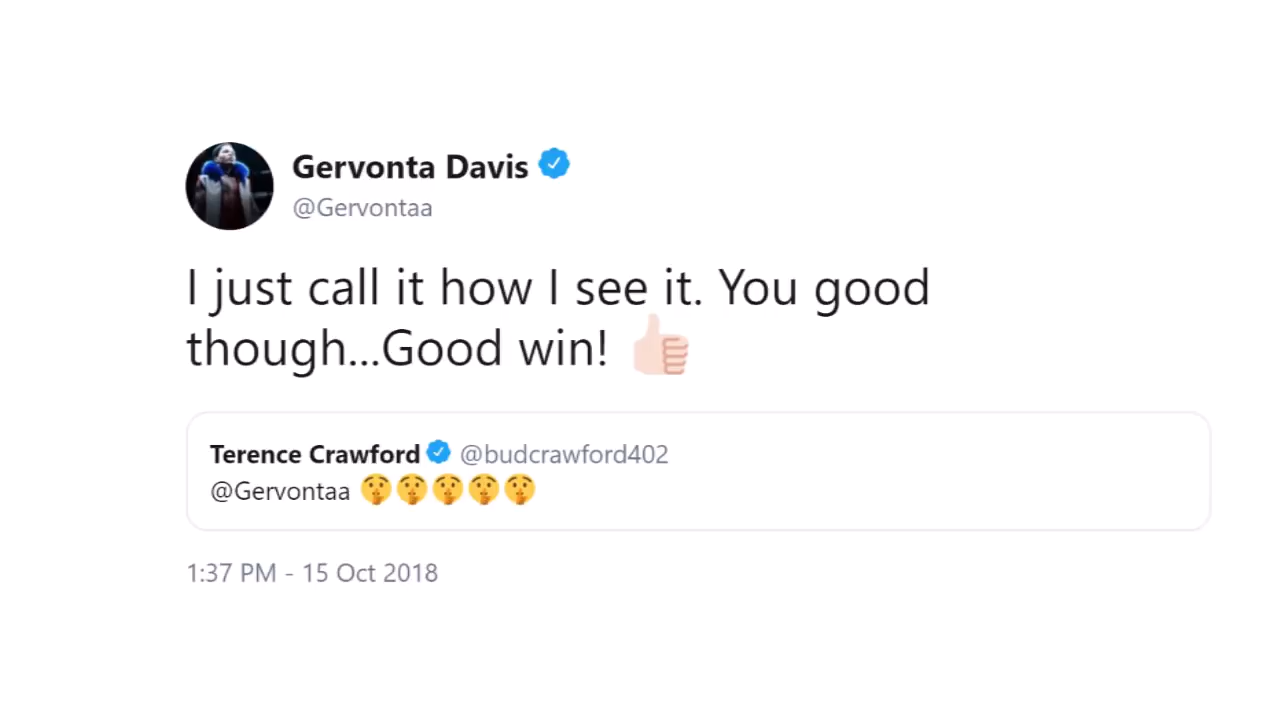 Gervonta Davis
@Gervontaa
I just call it how I see it. You good
though...Good win! 👍🏻
Terence Crawford @budcrawford402
@Gervontaa 🤫🤫🤫🤫🤫
1:37 PM - 15 Oct 2018